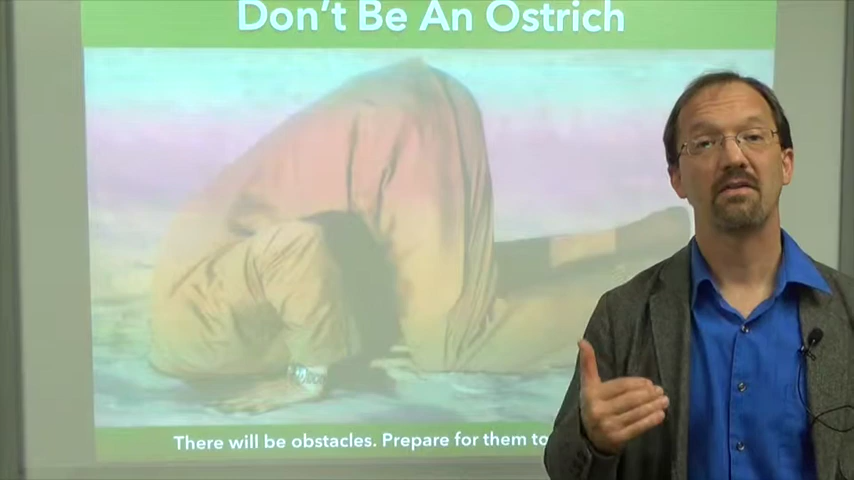 Don't Be An Ostrich
There will be obstacles. Prepare for them to